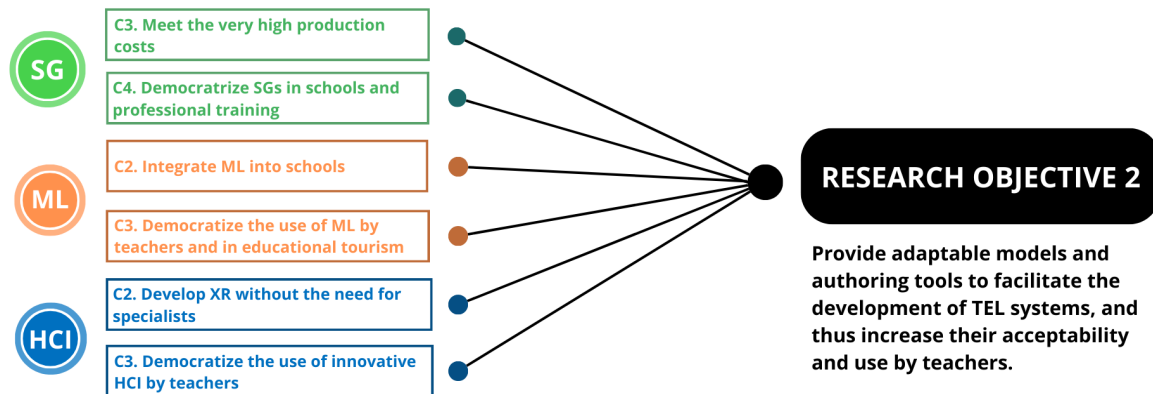 SG
C3. Meet the very high production
costs
C4. Democratrize SGs in schools and
professional training
ML
C2. Integrate ML into schools
C3. Democratize the use of ML by
teachers and in educational tourism
HCI
C2. Develop XR without the need for
specialists
C3. Democratize the use of innovative
HCI by teachers
RESEARCH OBJECTIVE 2
Provide adaptable models and
authoring tools to facilitate the
development of TEL systems, and
thus increase their acceptability
and use by teachers.